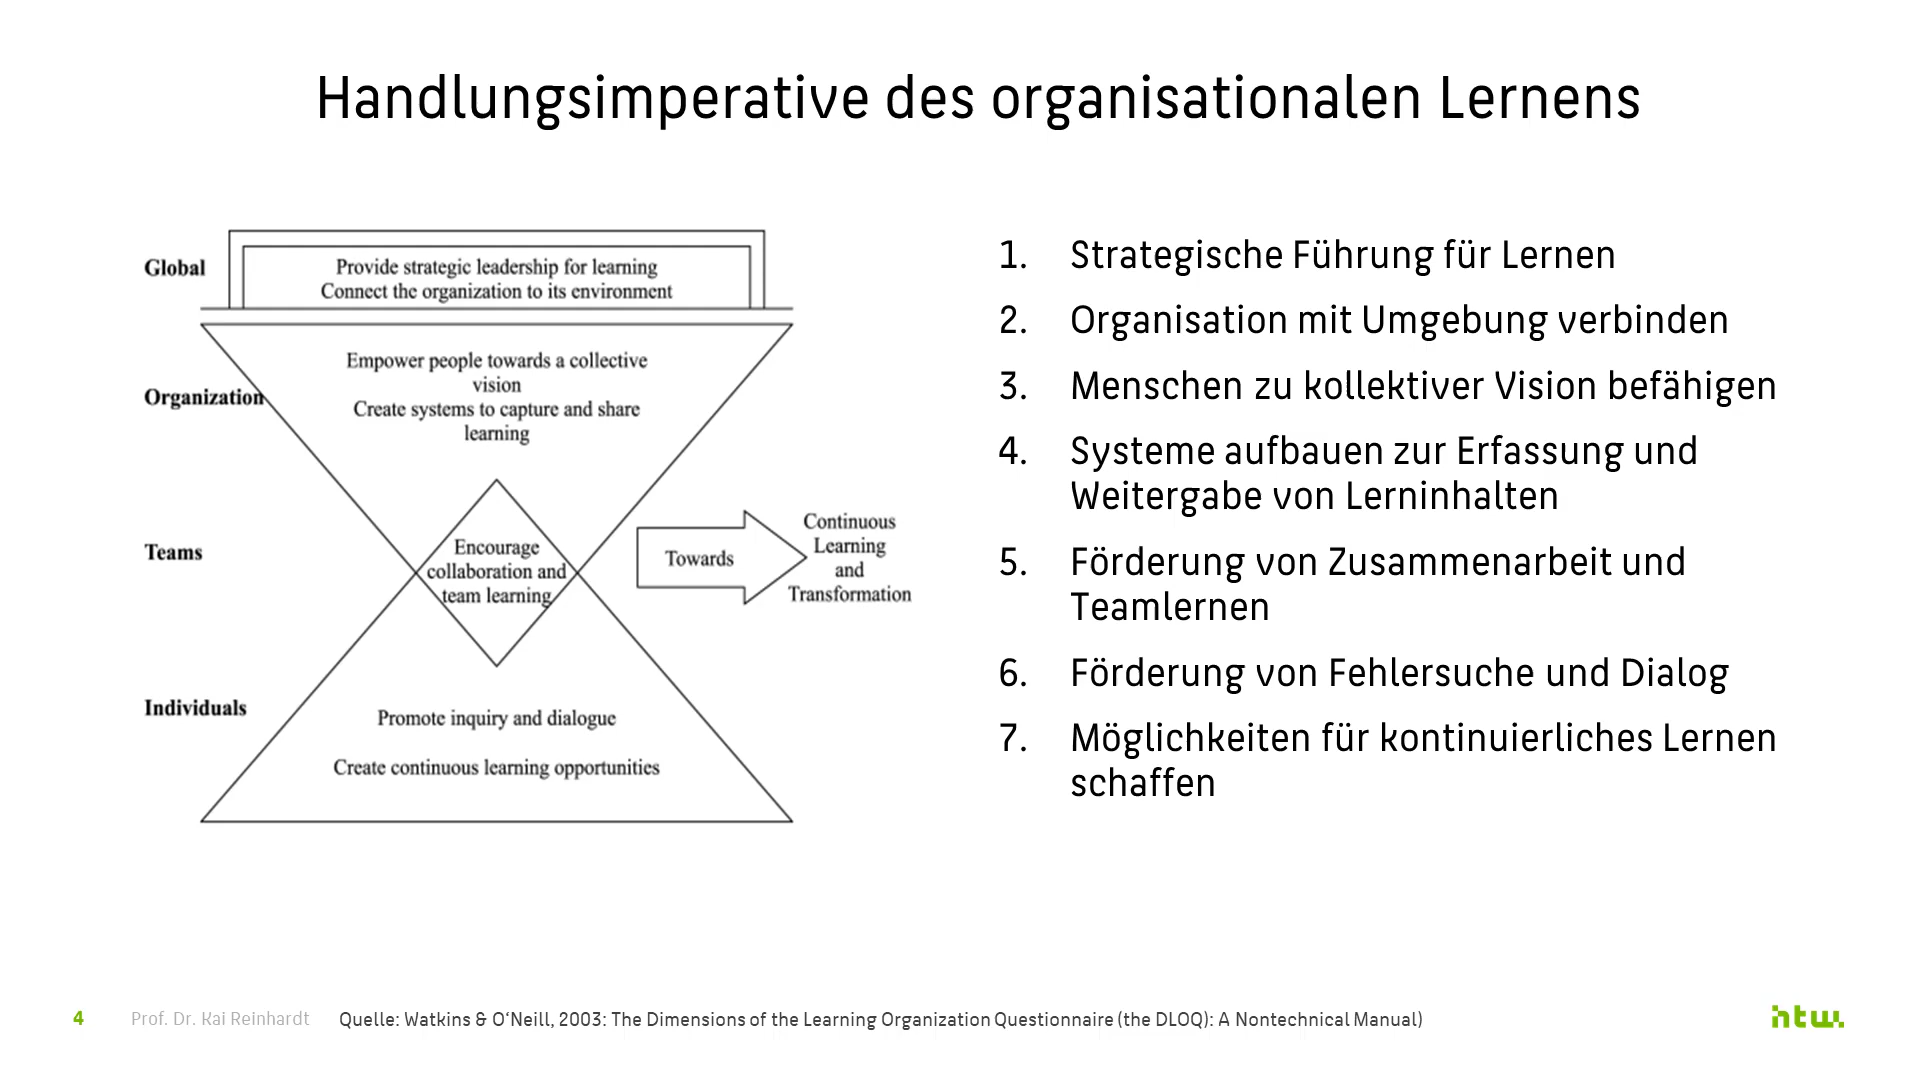 Handlungsimperative des organisationalen Lernens
Global
Provide strategic leadership for learning
Connect the organization to its environment
Organization
Empower people towards a collective
vision
Create systems to capture and share
learning
Teams
Encourage
collaboration and
team learning
Towards
Continuous
Learning
and
Transformation
Individuals
Promote inquiry and dialogue
Create continuous learning opportunities
1. Strategische Führung für Lernen
2. Organisation mit Umgebung verbinden
3. Menschen zu kollektiver Vision befähigen
4. Systeme aufbauen zur Erfassung und
Weitergabe von Lerninhalten
5. Förderung von Zusammenarbeit und
Teamlernen
6. Förderung von Fehlersuche und Dialog
7. Möglichkeiten für kontinuierliches Lernen
schaffen
4 Prof. Dr. Kai Reinhardt Quelle: Watkins & O‘Neill, 2003: The Dimensions of the Learning Organization Questionnaire (the DLOQ): A Nontechnical Manual)
htw.